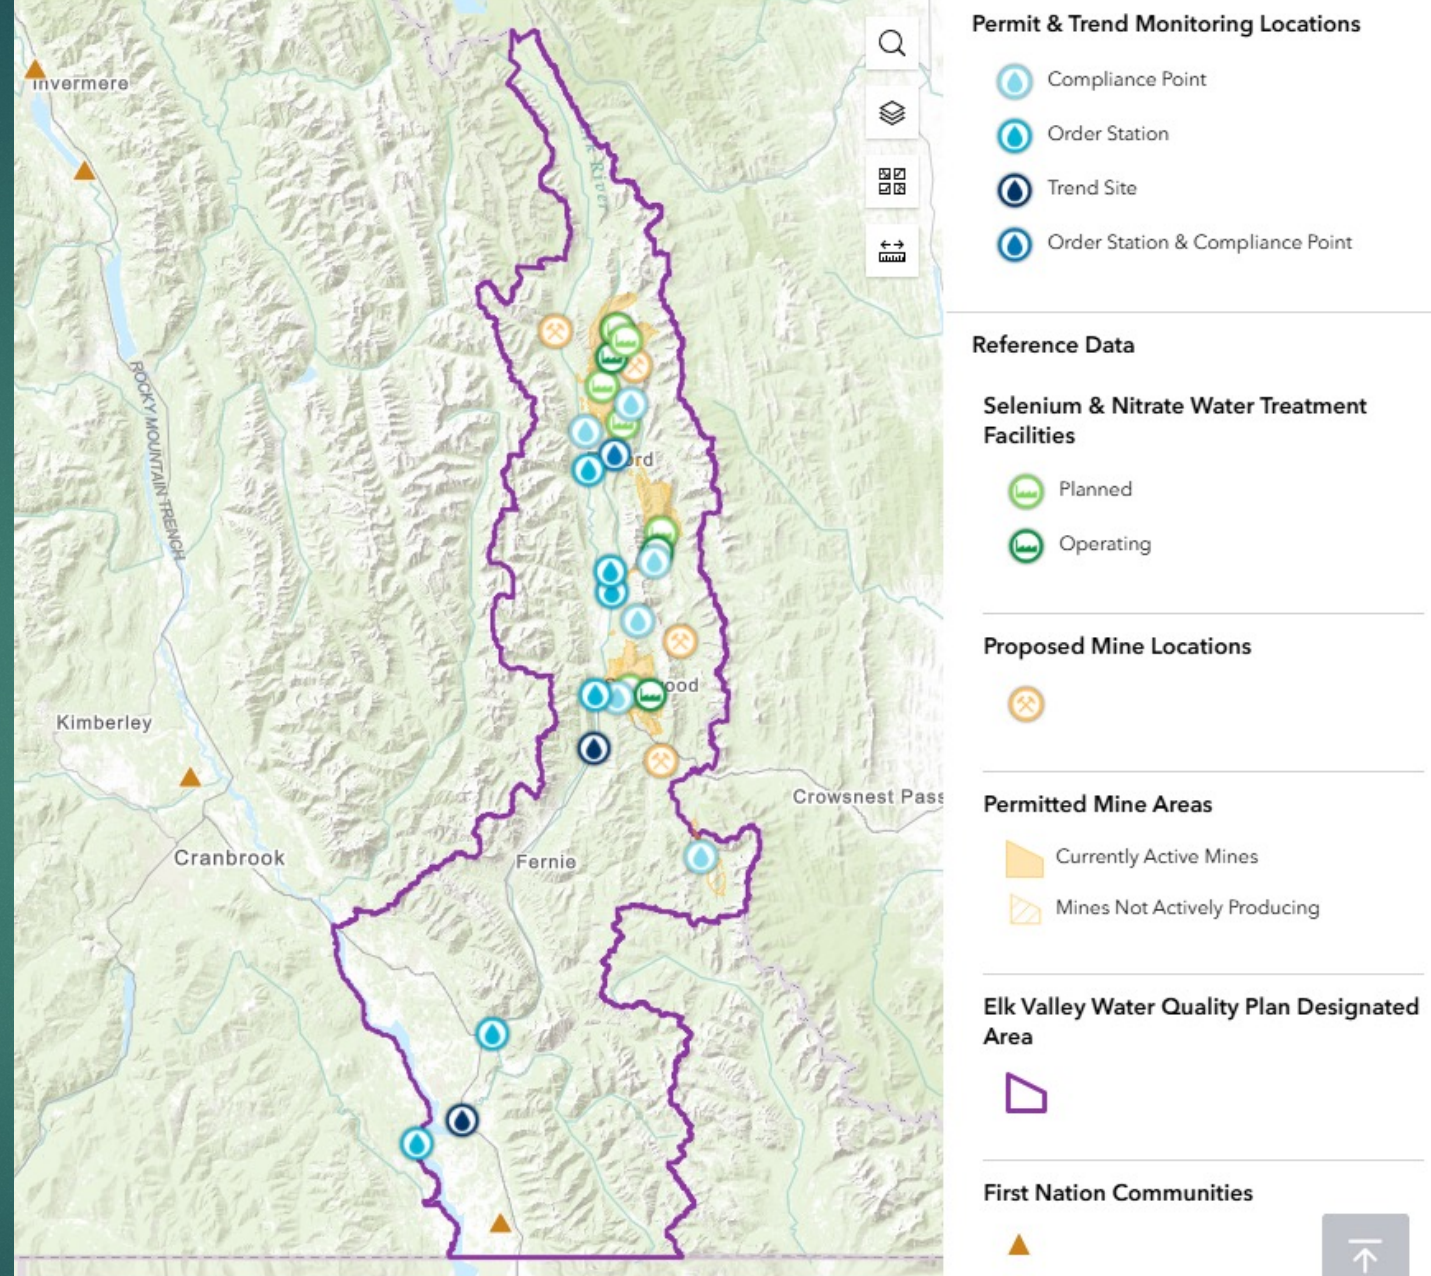 Invermere
River
ROCKY MOUNTAIN TRENCH
Kimberley
Cranbrook
Fernie
Crowsnest Pass
Permit & Trend Monitoring Locations
Compliance Point
Order Station
Trend Site
Order Station & Compliance Point
Reference Data
Selenium & Nitrate Water Treatment
Facilities
Planned
Operating
Proposed Mine Locations
Permitted Mine Areas
Currently Active Mines
Mines Not Actively Producing
Elk Valley Water Quality Plan Designated
Area
First Nation Communities